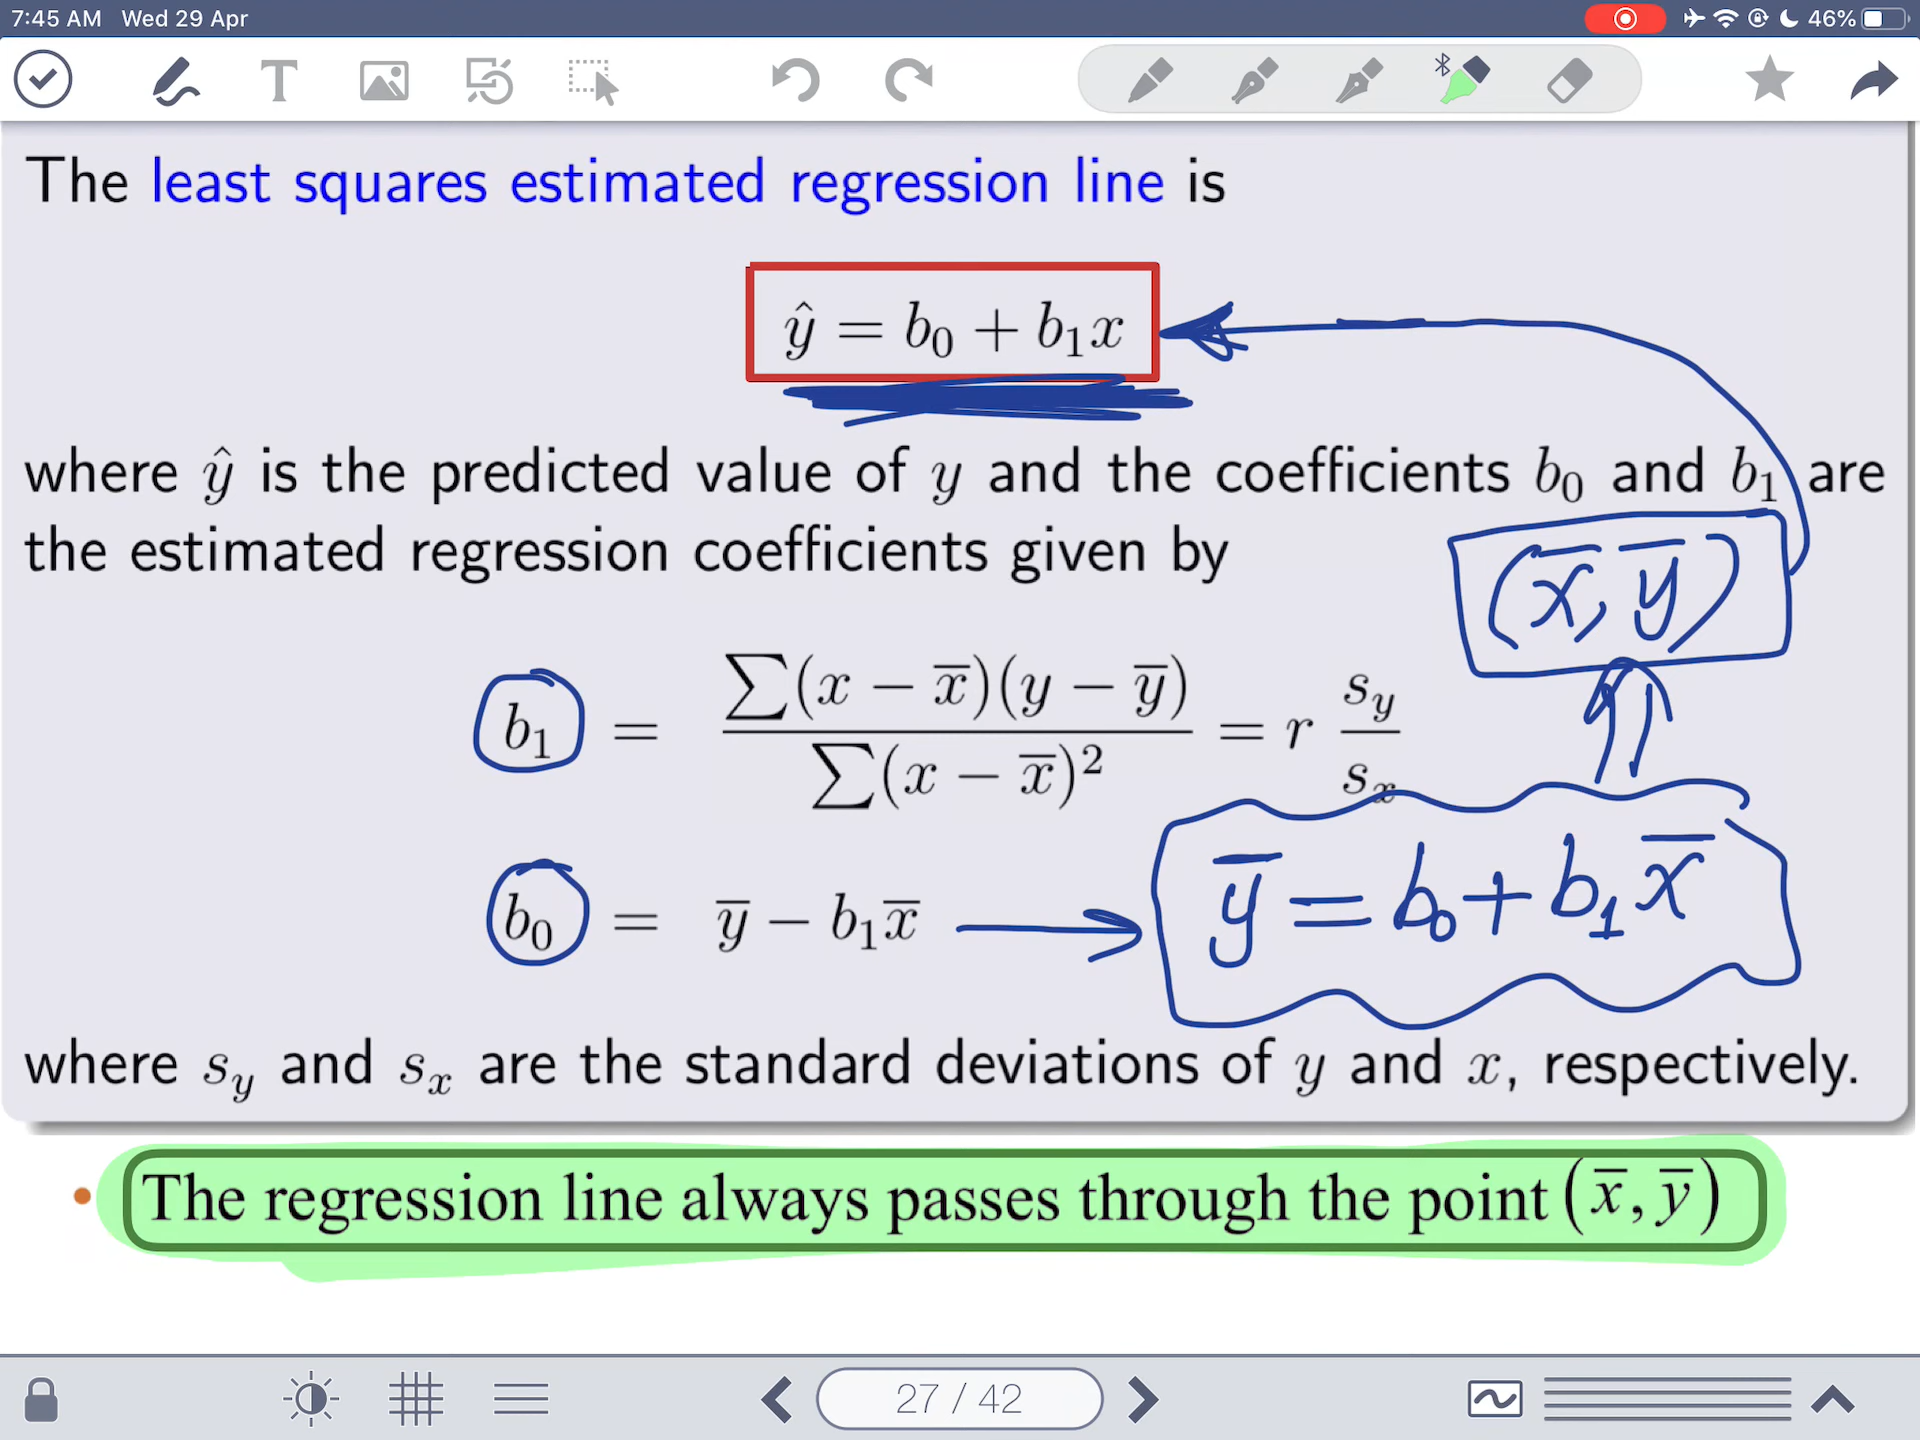 7:45 AM Wed 29 Apr 46%
T
The least squares estimated regression line is
ŷ = b₀ + b₁x
where ŷ is the predicted value of y and the coefficients b₀ and b₁ are
the estimated regression coefficients given by
(x̅, y̅)
b₁ = ∑(x − x̅)(y − y̅) / ∑(x − x̅)² = r s_y / s_x
b₀ = y̅ − b₁x̅ → y̅ = b₀ + b₁x̅
where s_y and s_x are the standard deviations of y and x, respectively.
• The regression line always passes through the point (x̅, y̅)
27 / 42